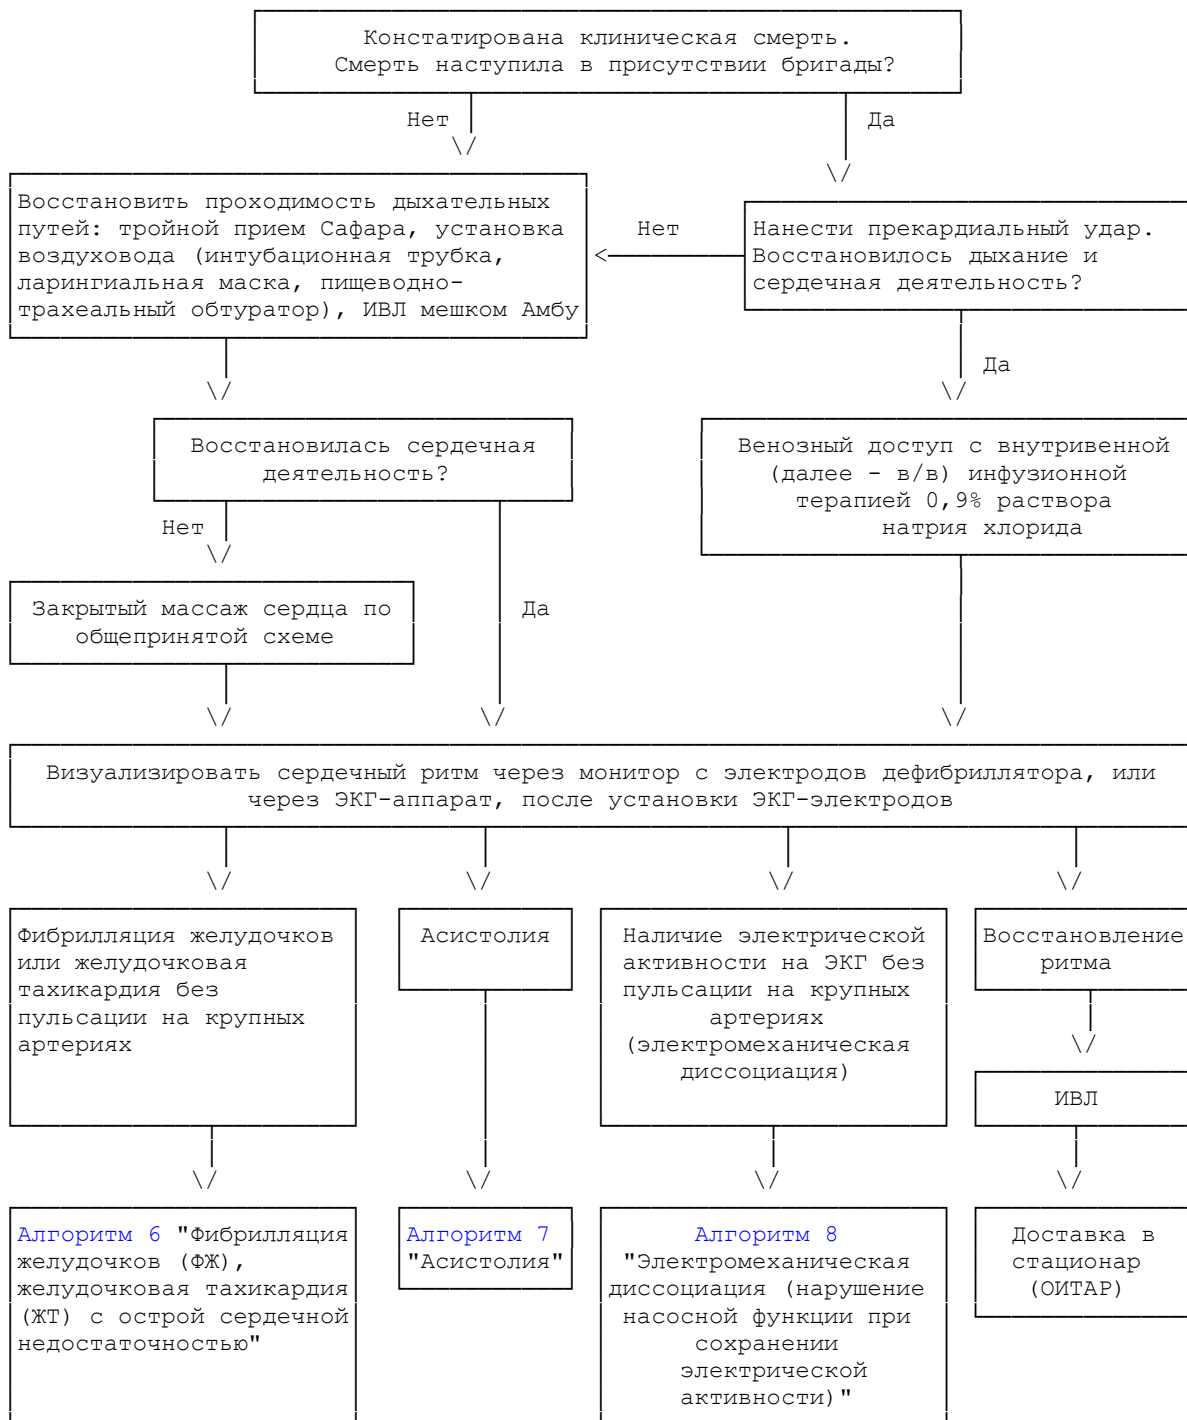 Констатирована клиническая смерть.
Смерть наступила в присутствии бригады?
Нет
Да
Восстановить проходимость дыхательных
путей: тройной прием Сафара, установка
воздуховода (интубационная трубка,
ларингиальная маска, пищеводно-
трахеальный обтуратор), ИВЛ мешком Амбу
Нет
Нанести прекардиальный удар.
Восстановилось дыхание и
сердечная деятельность?
Да
Восстановилась сердечная
деятельность?
Венозный доступ с внутривенной
(далее - в/в) инфузионной
терапией 0,9% раствора
натрия хлорида
Нет
Закрытый массаж сердца по
общепринятой схеме
Да
Визуализировать сердечный ритм через монитор с электродов дефибриллятора, или
через ЭКГ-аппарат, после установки ЭКГ-электродов
Фибрилляция желудочков
или желудочковая
тахикардия без
пульсации на крупных
артериях
Асистолия
Наличие электрической
активности на ЭКГ без
пульсации на крупных
артериях
(электромеханическая
диссоциация)
Восстановление
ритма
ИВЛ
Алгоритм 6 "Фибрилляция
желудочков (ФЖ),
желудочковая тахикардия
(ЖТ) с острой сердечной
недостаточностью"
Алгоритм 7
"Асистолия"
Алгоритм 8
"Электромеханическая
диссоциация (нарушение
насосной функции при
сохранении
электрической
активности)"
Доставка в
стационар
(ОИТАР)